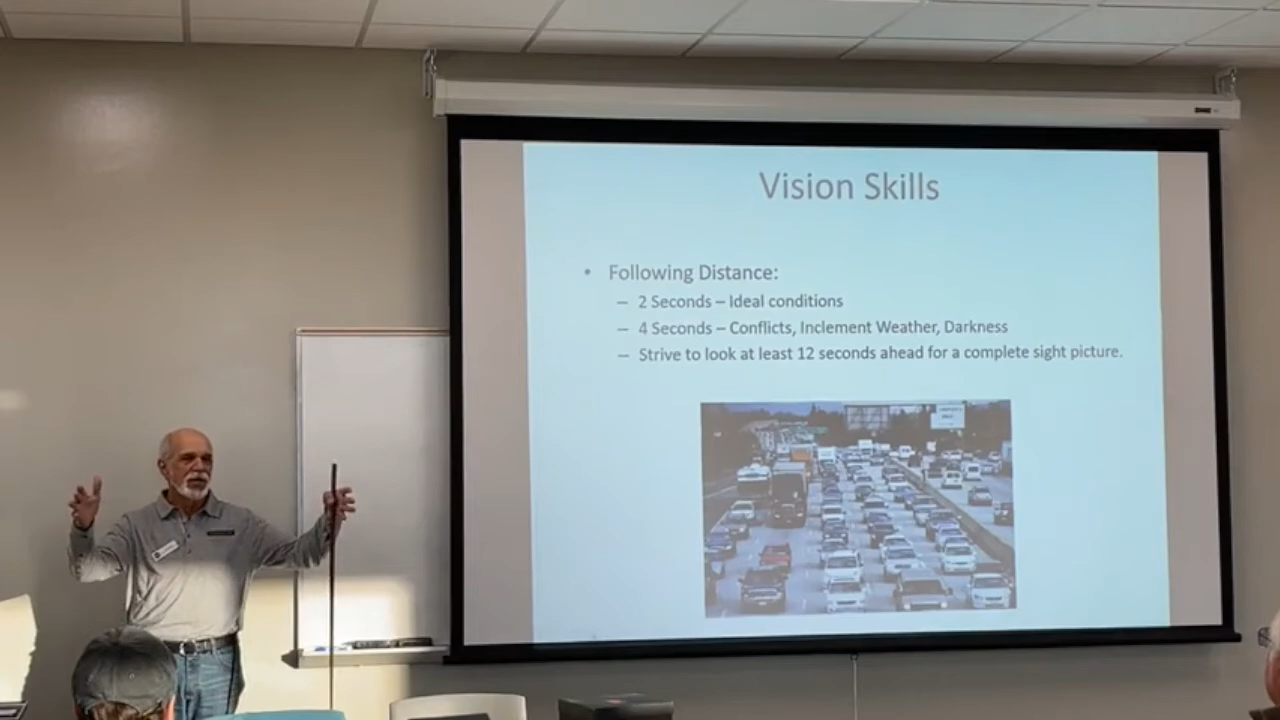 Vision Skills
• Following Distance:
– 2 Seconds – Ideal conditions
– 4 Seconds – Conflicts, Inclement Weather, Darkness
– Strive to look at least 12 seconds ahead for a complete sight picture.